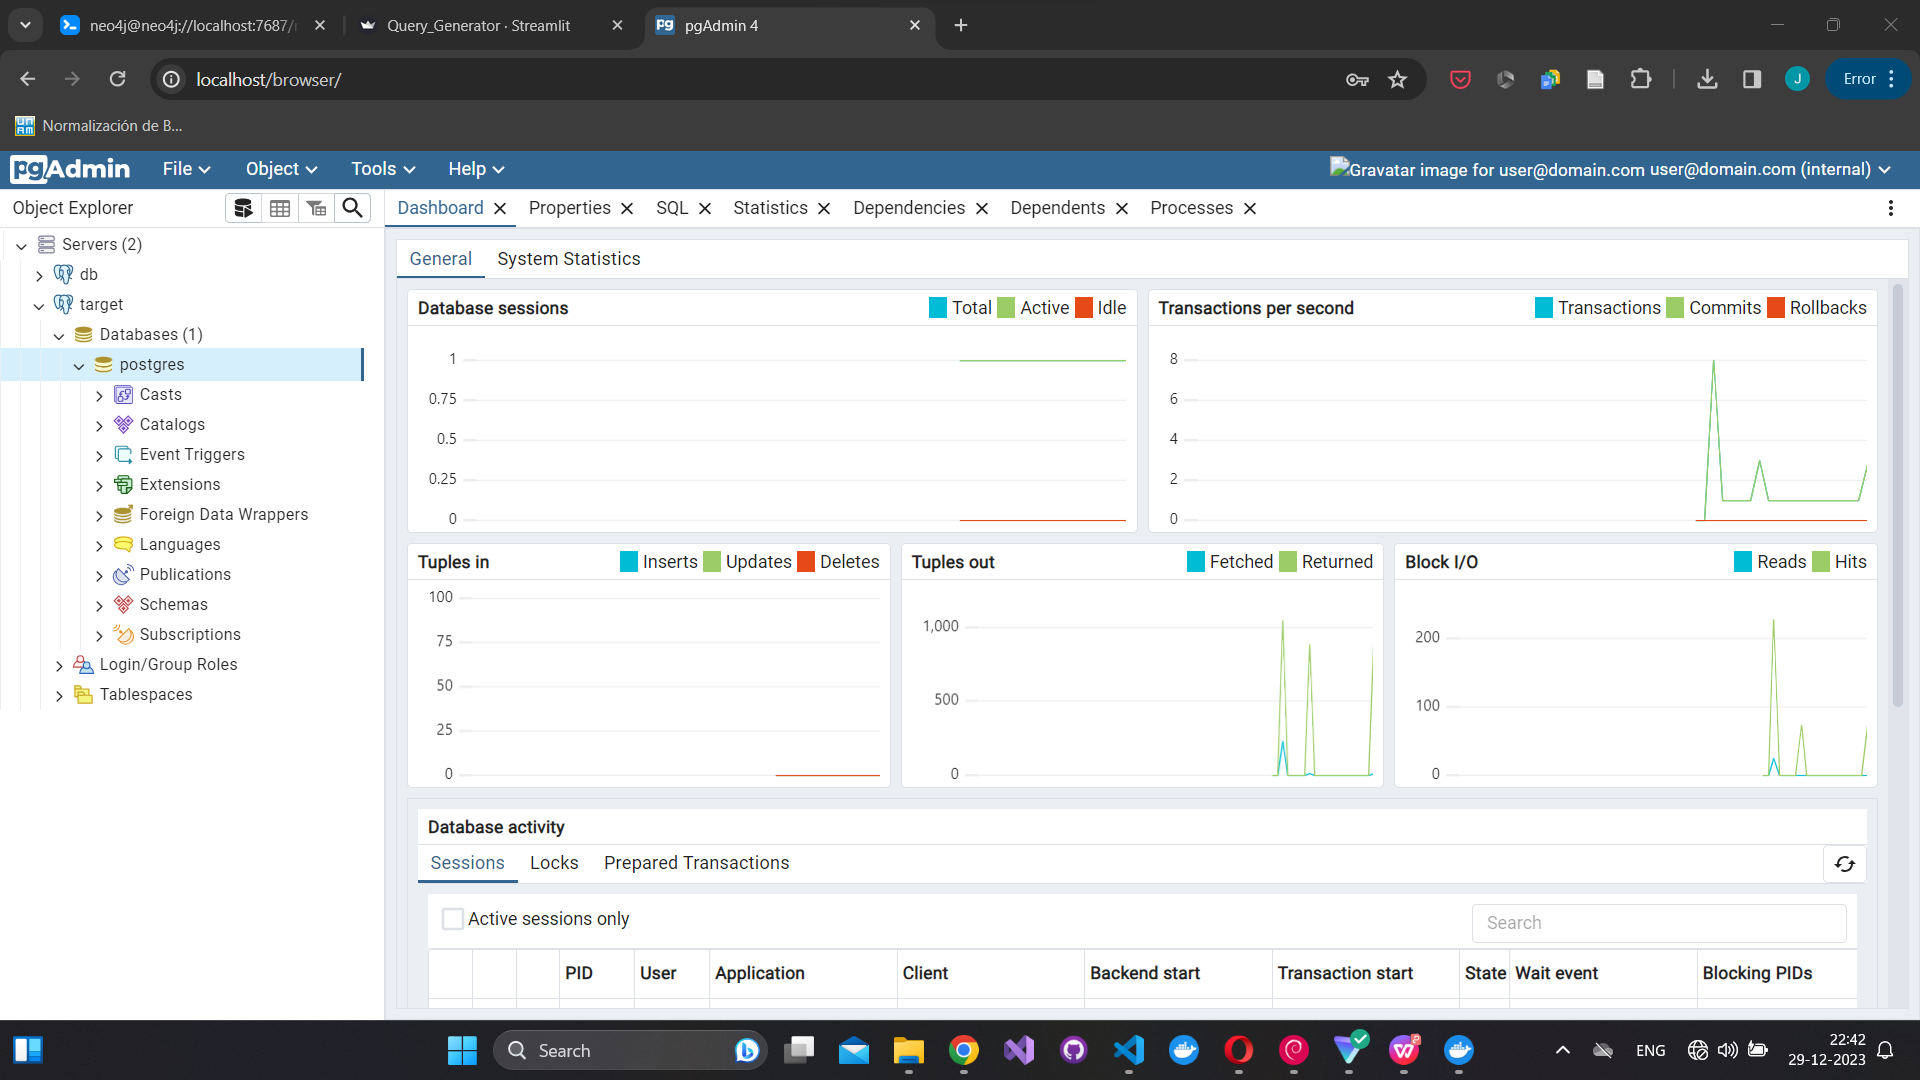 neo4j@neo4j://localhost:7687/
Query_Generator · Streamlit
pgAdmin 4
localhost/browser/
J
Error
Normalización de B...
pgAdmin
File
Object
Tools
Help
Gravatar image for user@domain.com user@domain.com (internal)
Object Explorer
Dashboard
Properties
SQL
Statistics
Dependencies
Dependents
Processes
Servers (2)
db
target
Databases (1)
postgres
Casts
Catalogs
Event Triggers
Extensions
Foreign Data Wrappers
Languages
Publications
Schemas
Subscriptions
Login/Group Roles
Tablespaces
General
System Statistics
Database sessions
Total
Active
Idle
1
0.75
0.5
0.25
0
Transactions per second
Transactions
Commits
Rollbacks
8
6
4
2
0
Tuples in
Inserts
Updates
Deletes
100
75
50
25
0
Tuples out
Fetched
Returned
1,000
500
0
Block I/O
Reads
Hits
200
100
0
Database activity
Sessions
Locks
Prepared Transactions
Active sessions only
Search
PID
User
Application
Client
Backend start
Transaction start
State
Wait event
Blocking PIDs
Search
ENG
22:42
29-12-2023